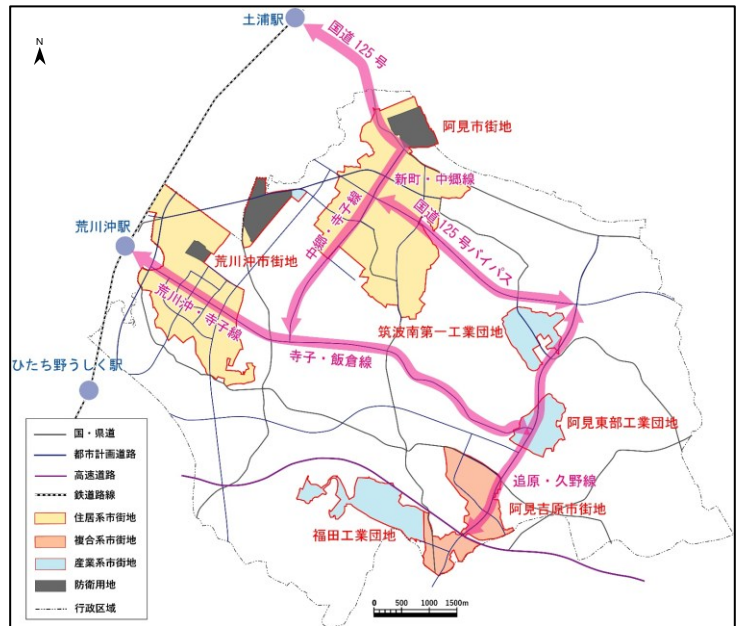 土浦駅
国道125号
N
阿見市街地
新町・中郷線
中郷・寺子線
国道125号バイパス
荒川沖駅
荒川沖市街地
荒川沖・寺子線
筑波南第一工業団地
寺子・飯倉線
ひたち野うしく駅
阿見東部工業団地
追原・久野線
阿見吉原市街地
福田工業団地
国・県道
都市計画道路
高速道路
鉄道路線
住居系市街地
複合系市街地
産業系市街地
防衛用地
行政区域
0 500 1000 1500m